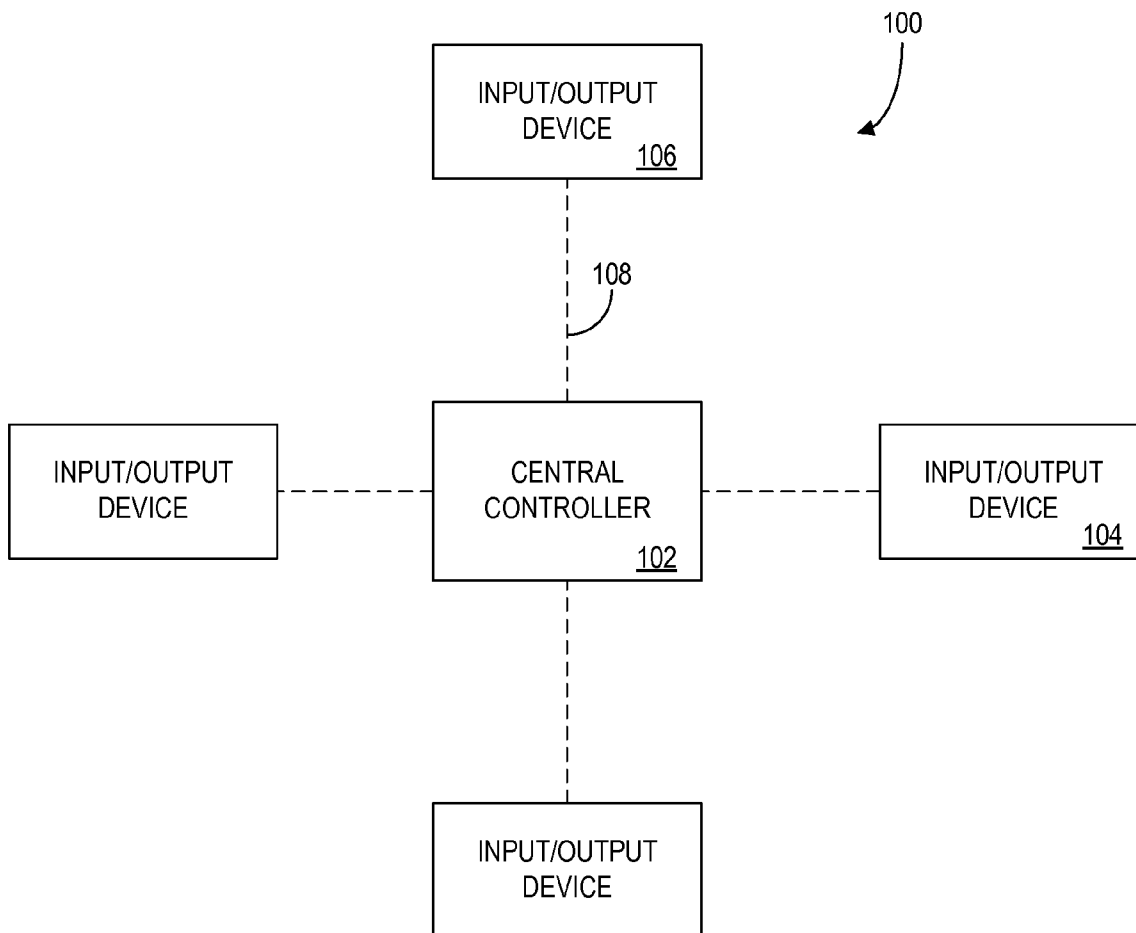 100
INPUT/OUTPUT
DEVICE
106
108
INPUT/OUTPUT
DEVICE
CENTRAL
CONTROLLER
102
INPUT/OUTPUT
DEVICE
104
INPUT/OUTPUT
DEVICE